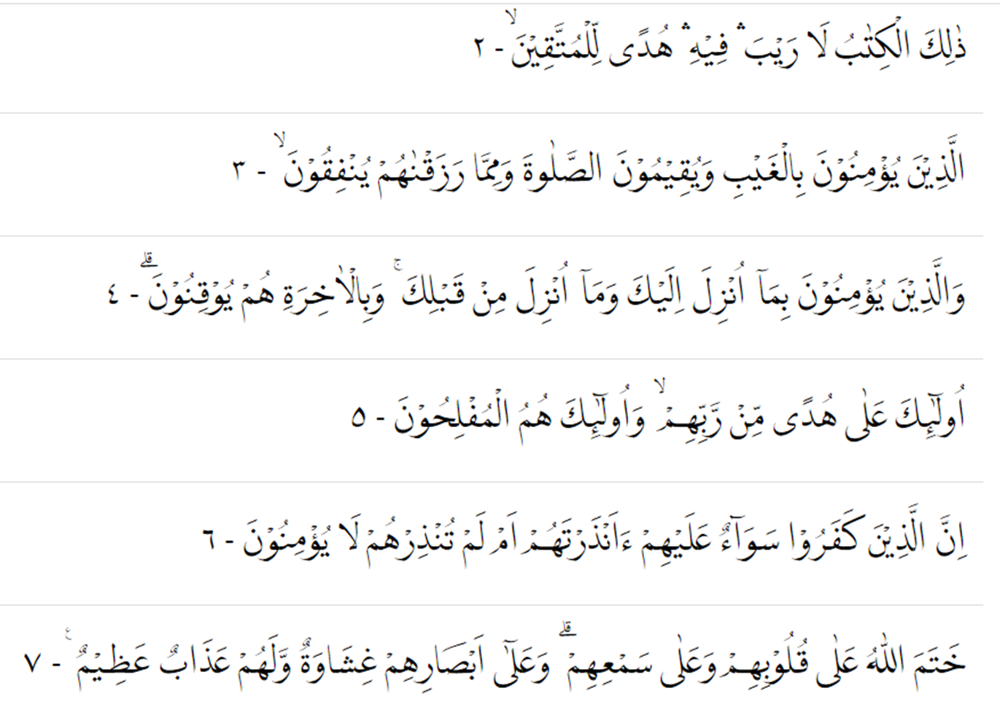 ذٰلِكَ الْكِتٰبُ لَا رَيْبَ ۛ فِيْهِ ۛ هُدًى لِّلْمُتَّقِيْنَۙ - ٢
الَّذِيْنَ يُؤْمِنُوْنَ بِالْغَيْبِ وَيُقِيْمُوْنَ الصَّلٰوةَ وَمِمَّا رَزَقْنٰهُمْ يُنْفِقُوْنَ ۙ - ٣
وَالَّذِيْنَ يُؤْمِنُوْنَ بِمَآ اُنْزِلَ اِلَيْكَ وَمَآ اُنْزِلَ مِنْ قَبْلِكَ ۚ وَبِالْاٰخِرَةِ هُمْ يُوْقِنُوْنَۗ - ٤
اُولٰۤىِٕكَ عَلٰى هُدًى مِّنْ رَّبِّهِمْ ۙ وَاُولٰۤىِٕكَ هُمُ الْمُفْلِحُوْنَ - ٥
اِنَّ الَّذِيْنَ كَفَرُوْا سَوَاۤءٌ عَلَيْهِمْ ءَاَنْذَرْتَهُمْ اَمْ لَمْ تُنْذِرْهُمْ لَا يُؤْمِنُوْنَ - ٦
خَتَمَ اللّٰهُ عَلٰى قُلُوْبِهِمْ وَعَلٰى سَمْعِهِمْ ۗ وَعَلٰٓى اَبْصَارِهِمْ غِشَاوَةٌ وَّلَهُمْ عَذَابٌ عَظِيْمٌ ࣖ - ٧